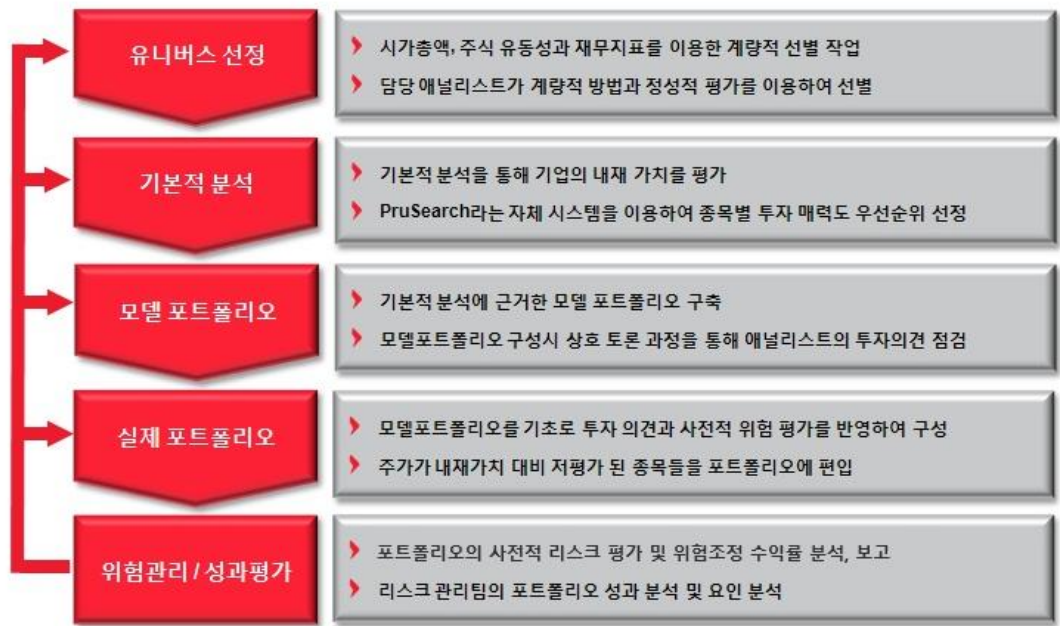 유니버스 선정
시가총액, 주식 유동성과 재무지표를 이용한 계량적 선별 작업
담당 애널리스트가 계량적 방법과 정성적 평가를 이용하여 선별
기본적 분석
기본적 분석을 통해 기업의 내재 가치를 평가
PruSearch라는 자체 시스템을 이용하여 종목별 투자 매력도 우선순위 선정
모델 포트폴리오
기본적 분석에 근거한 모델 포트폴리오 구축
모델포트폴리오 구성시 상호 토론 과정을 통해 애널리스트의 투자의견 점검
실제 포트폴리오
모델포트폴리오를 기초로 투자 의견과 사전적 위험 평가를 반영하여 구성
주가가 내재가치 대비 저평가 된 종목들을 포트폴리오에 편입
위험관리 / 성과평가
포트폴리오의 사전적 리스크 평가 및 위험조정 수익률 분석, 보고
리스크 관리팀의 포트폴리오 성과 분석 및 요인 분석